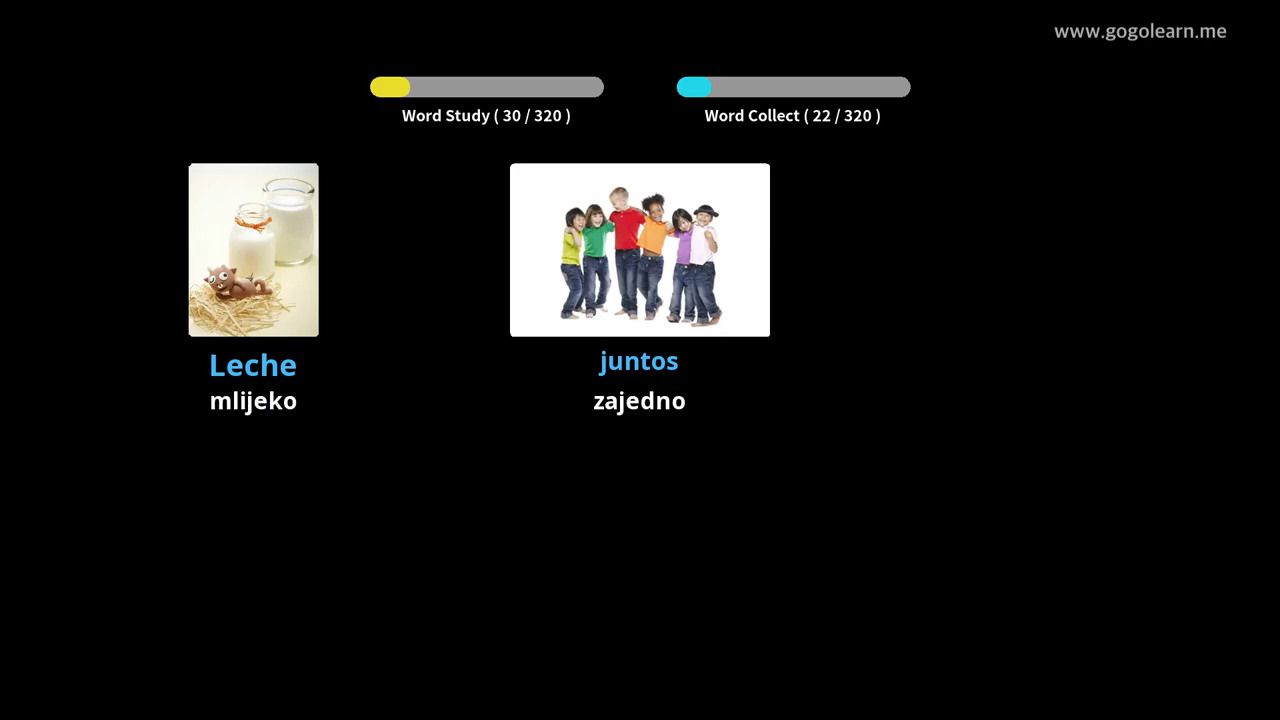 www.gogolearn.me
Word Study ( 30 / 320 )
Word Collect ( 22 / 320 )
Leche
mlijeko
juntos
zajedno